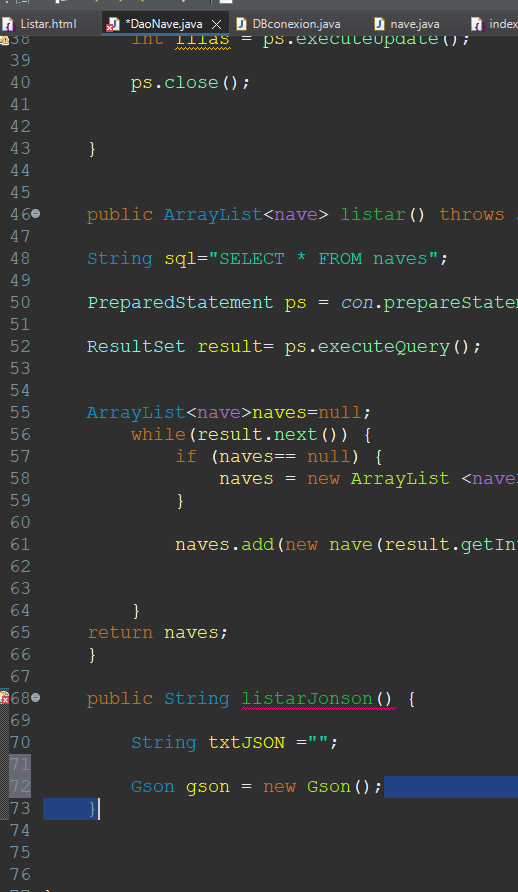 Listar.html *DaoNave.java DBconexion.java nave.java index
38 int filas = ps.executeUpdate();
39
40 ps.close();
41
42
43 }
44
45
46 public ArrayList<nave> listar() throws
47
48 String sql="SELECT * FROM naves";
49
50 PreparedStatement ps = con.prepareStatem
51
52 ResultSet result= ps.executeQuery();
53
54
55 ArrayList<nave>naves=null;
56 while(result.next()) {
57 if (naves== null) {
58 naves = new ArrayList <nave
59 }
60
61 naves.add(new nave(result.getIn
62
63
64 }
65 return naves;
66 }
67
68 public String listarJonson() {
69
70 String txtJSON ="";
71
72 Gson gson = new Gson();
73 }
74
75
76